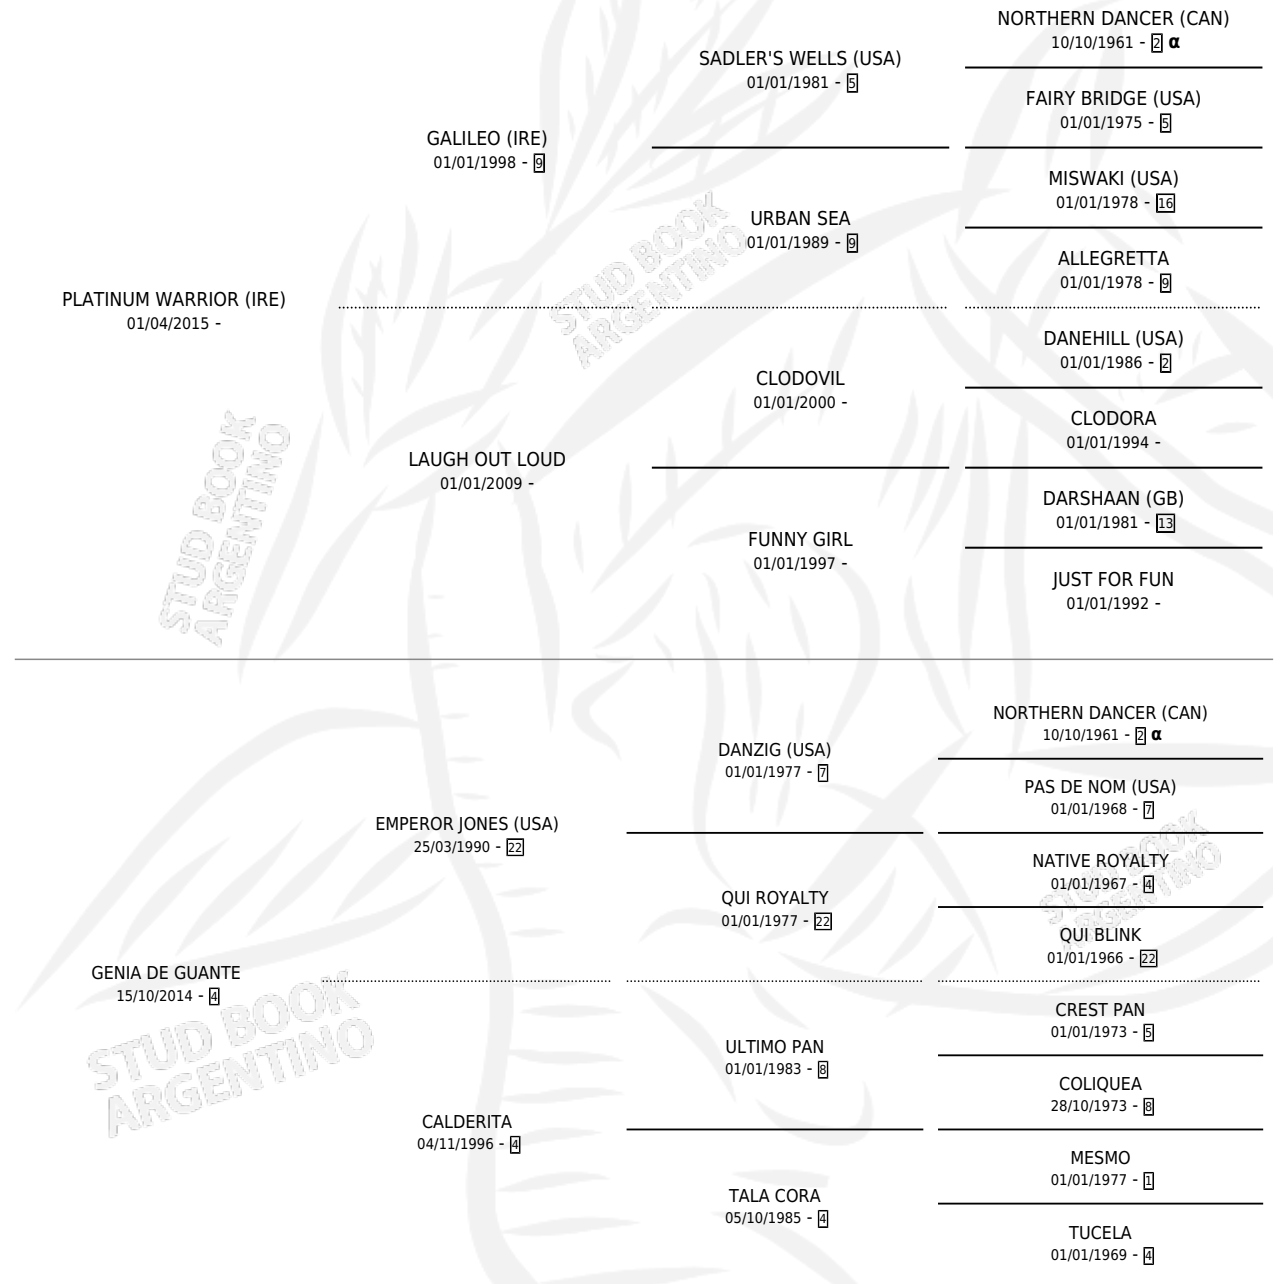 NORTHERN DANCER (CAN)
10/10/1961 - 2 α
SADLER'S WELLS (USA)
01/01/1981 - 5
FAIRY BRIDGE (USA)
01/01/1975 - 5
GALILEO (IRE)
01/01/1998 - 9
MISWAKI (USA)
01/01/1978 - 16
URBAN SEA
01/01/1989 - 9
ALLEGRETTA
01/01/1978 - 9
STUD BOOK
ARGENTINO
PLATINUM WARRIOR (IRE)
01/04/2015 -
DANEHILL (USA)
01/01/1986 - 2
CLODOVIL
01/01/2000 -
CLODORA
01/01/1994 -
LAUGH OUT LOUD
01/01/2009 -
DARSHAAN (GB)
01/01/1981 - 13
FUNNY GIRL
01/01/1997 -
JUST FOR FUN
01/01/1992 -
STUD BOOK
ARGENTINO
NORTHERN DANCER (CAN)
10/10/1961 - 2 α
DANZIG (USA)
01/01/1977 - 7
PAS DE NOM (USA)
01/01/1968 - 7
EMPEROR JONES (USA)
25/03/1990 - 22
NATIVE ROYALTY
01/01/1967 - 4
QUI ROYALTY
01/01/1977 - 22
QUI BLINK
01/01/1966 - 22
STUD BOOK
ARGENTINO
GENIA DE GUANTE
15/10/2014 - 4
CREST PAN
01/01/1973 - 5
ULTIMO PAN
01/01/1983 - 8
COLIQUEA
28/10/1973 - 8
CALDERITA
04/11/1996 - 4
MESMO
01/01/1977 - 1
TALA CORA
05/10/1985 - 4
TUCELA
01/01/1969 - 4
STUD BOOK
ARGENTINO